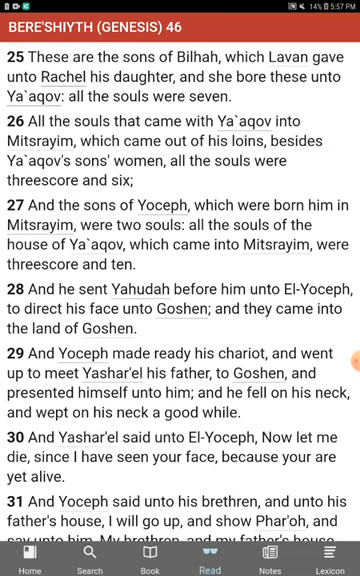 14% 5:57 PM
BERE'SHIYTH (GENESIS) 46
25 These are the sons of Bilhah, which Lavan gave
unto Rachel his daughter, and she bore these unto
Ya`aqov: all the souls were seven.
26 All the souls that came with Ya`aqov into
Mitsrayim, which came out of his loins, besides
Ya`aqov's sons' women, all the souls were
threescore and six;
27 And the sons of Yoceph, which were born him in
Mitsrayim, were two souls: all the souls of the
house of Ya`aqov, which came into Mitsrayim, were
threescore and ten.
28 And he sent Yahudah before him unto El-Yoceph,
to direct his face unto Goshen; and they came into
the land of Goshen.
29 And Yoceph made ready his chariot, and went
up to meet Yashar'el his father, to Goshen, and
presented himself unto him; and he fell on his neck,
and wept on his neck a good while.
30 And Yashar'el said unto El-Yoceph, Now let me
die, since I have seen your face, because your are
yet alive.
31 And Yoceph said unto his brethren, and unto his
father's house, I will go up, and show Phar'oh, and
say unto him, My brethren, and my father's house,
Home Search Book Read Notes Lexicon